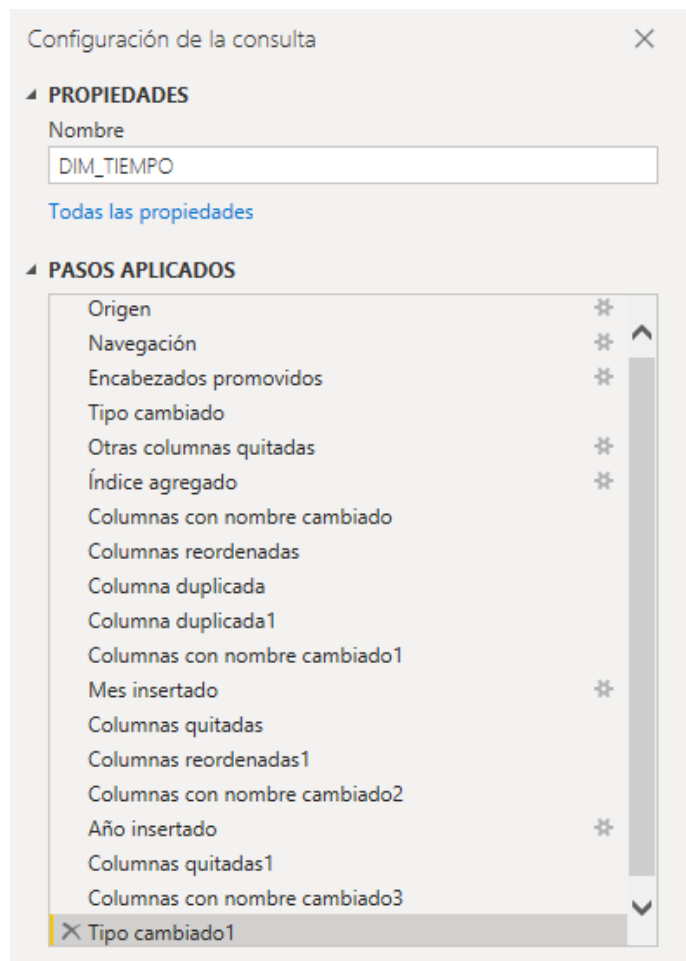 Configuración de la consulta
PROPIEDADES
Nombre
DIM_TIEMPO
Todas las propiedades
PASOS APLICADOS
Origen
Navegación
Encabezados promovidos
Tipo cambiado
Otras columnas quitadas
Índice agregado
Columnas con nombre cambiado
Columnas reordenadas
Columna duplicada
Columna duplicada1
Columnas con nombre cambiado1
Mes insertado
Columnas quitadas
Columnas reordenadas1
Columnas con nombre cambiado2
Año insertado
Columnas quitadas1
Columnas con nombre cambiado3
Tipo cambiado1